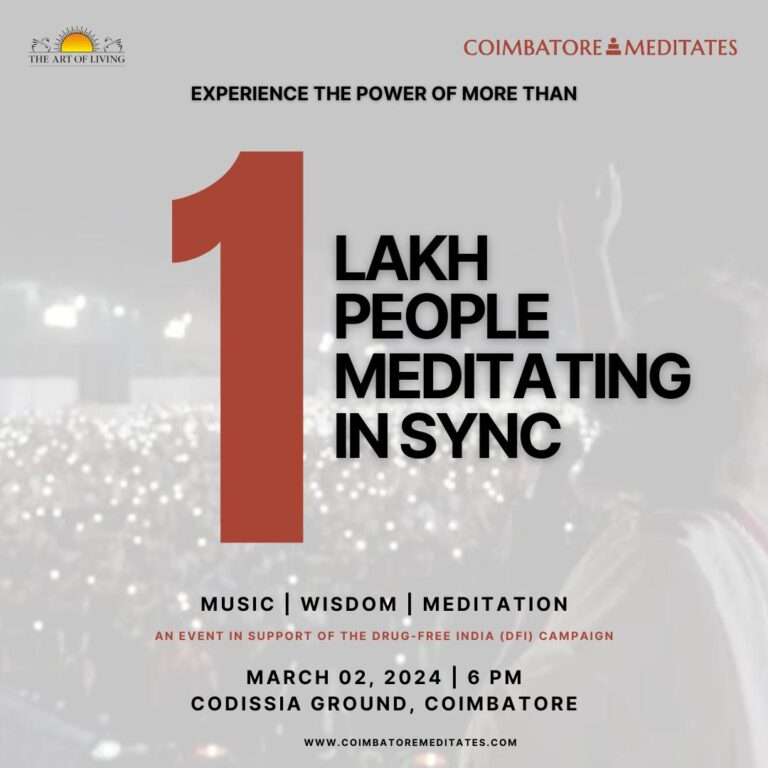 THE ART OF LIVING
COIMBATORE MEDITATES
EXPERIENCE THE POWER OF MORE THAN
1
LAKH
PEOPLE
MEDITATING
IN SYNC
MUSIC | WISDOM | MEDITATION
AN EVENT IN SUPPORT OF THE DRUG-FREE INDIA (DFI) CAMPAIGN
MARCH 02, 2024 | 6 PM
CODISSIA GROUND, COIMBATORE
WWW.COIMBATOREMEDITATES.COM